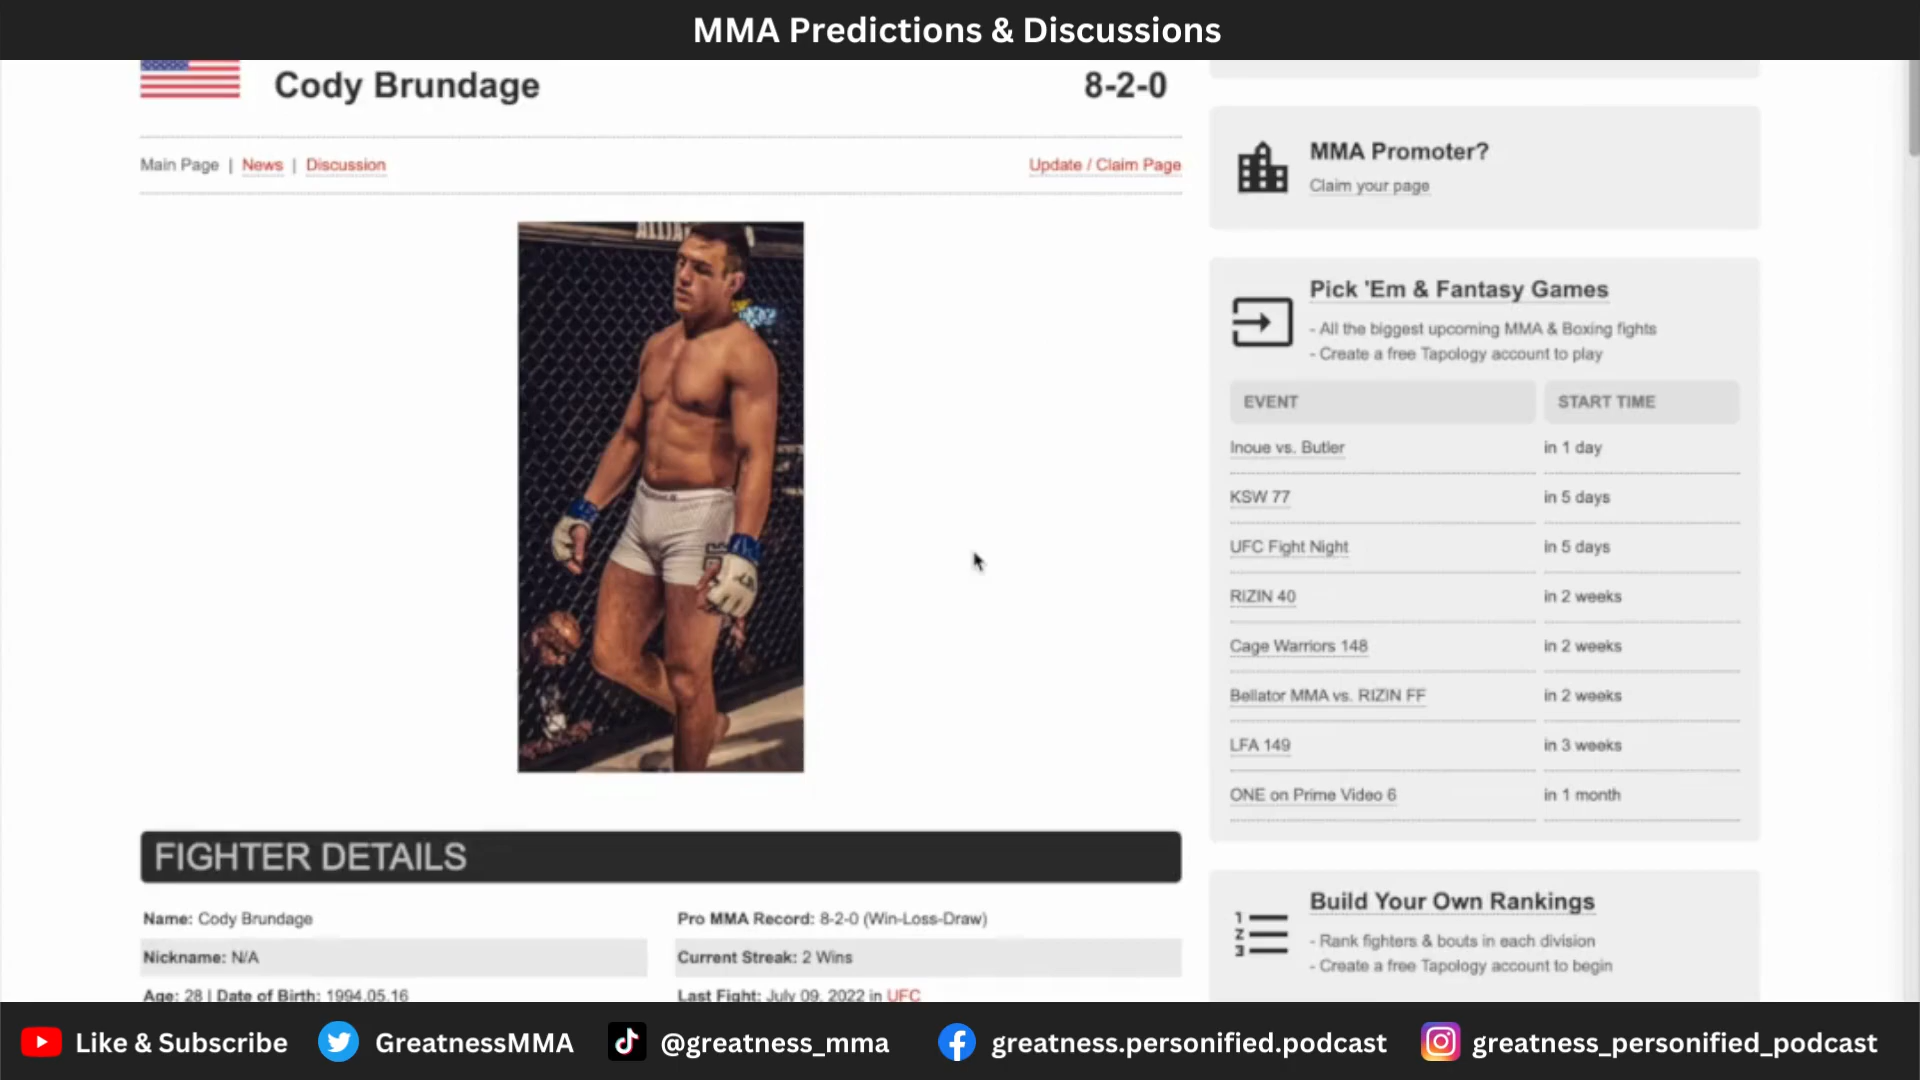 MMA Predictions & Discussions
Cody Brundage
8-2-0
Main Page | News | Discussion
Update / Claim Page
FIGHTER DETAILS
Name: Cody Brundage
Pro MMA Record: 8-2-0 (Win-Loss-Draw)
Nickname: N/A
Current Streak: 2 Wins
Age: 28 | Date of Birth: 1994.05.16
Last Fight: July 09, 2022 in UFC
MMA Promoter?
Claim your page
Pick 'Em & Fantasy Games
- All the biggest upcoming MMA & Boxing fights
- Create a free Tapology account to play
EVENT START TIME
Inoue vs. Butler in 1 day
KSW 77 in 5 days
UFC Fight Night in 5 days
RIZIN 40 in 2 weeks
Cage Warriors 148 in 2 weeks
Bellator MMA vs. RIZIN FF in 2 weeks
LFA 149 in 3 weeks
ONE on Prime Video 6 in 1 month
1
2
3
Build Your Own Rankings
- Rank fighters & bouts in each division
- Create a free Tapology account to begin
Like & Subscribe GreatnessMMA @greatness_mma greatness.personified.podcast greatness_personified_podcast